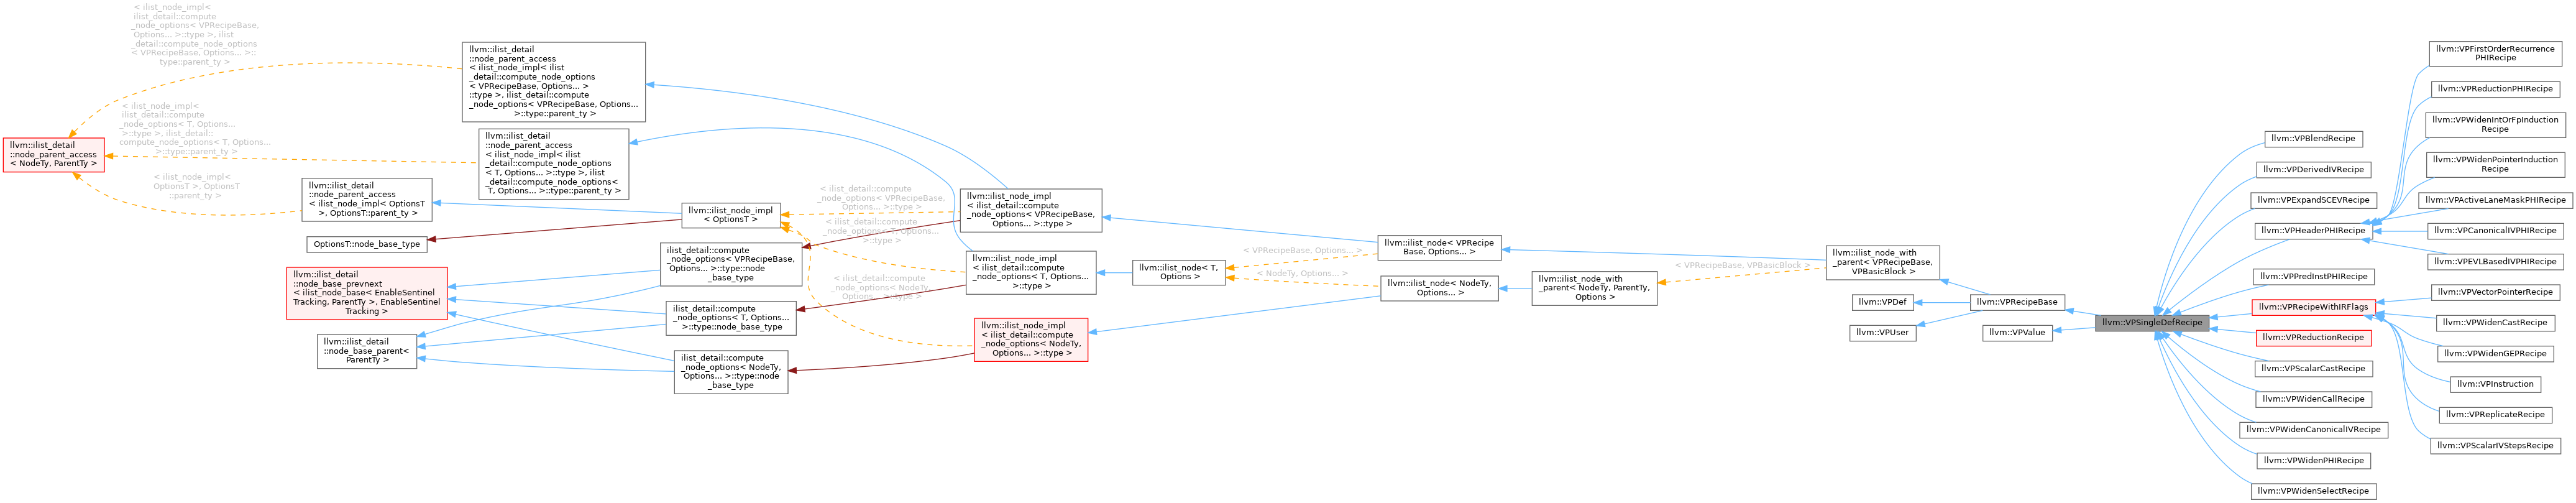 < ilist_node_impl<
ilist_detail::compute
_node_options< VPRecipeBase,
Options... >::type >, ilist
_detail::compute_node_options
< VPRecipeBase, Options... >::
type::parent_ty >
< ilist_node_impl<
ilist_detail::compute
_node_options< T, Options...
>::type >, ilist_detail::
compute_node_options< T, Options...
>::type::parent_ty >
< ilist_node_impl<
OptionsT >, OptionsT
::parent_ty >
llvm::ilist_detail
::node_parent_access
< NodeTy, ParentTy >
llvm::ilist_detail
::node_parent_access
< ilist_node_impl< ilist
_detail::compute_node_options
< VPRecipeBase, Options... >
::type >, ilist_detail::compute
_node_options< VPRecipeBase, Options...
>::type::parent_ty >
llvm::ilist_detail
::node_parent_access
< ilist_node_impl< ilist
_detail::compute_node_options
< T, Options... >::type >, ilist
_detail::compute_node_options<
T, Options... >::type::parent_ty >
llvm::ilist_detail
::node_parent_access
< ilist_node_impl< OptionsT
>, OptionsT::parent_ty >
OptionsT::node_base_type
llvm::ilist_detail
::node_base_prevnext
< ilist_node_base< EnableSentinel
Tracking, ParentTy >, EnableSentinel
Tracking >
llvm::ilist_detail
::node_base_parent<
ParentTy >
llvm::ilist_node_impl
< OptionsT >
ilist_detail::compute
_node_options< VPRecipeBase,
Options... >::type::node
_base_type
ilist_detail::compute
_node_options< T, Options...
>::type::node_base_type
ilist_detail::compute
_node_options< NodeTy,
Options... >::type::node
_base_type
< ilist_detail::compute
_node_options< VPRecipeBase,
Options... >::type >
< ilist_detail::compute
_node_options< T, Options...
>::type >
< ilist_detail::compute
_node_options< NodeTy,
Options... >::type >
llvm::ilist_node_impl
< ilist_detail::compute
_node_options< VPRecipeBase,
Options... >::type >
llvm::ilist_node_impl
< ilist_detail::compute
_node_options< T, Options...
>::type >
llvm::ilist_node_impl
< ilist_detail::compute
_node_options< NodeTy,
Options... >::type >
llvm::ilist_node< T,
Options >
< VPRecipeBase, Options... >
< NodeTy, Options... >
llvm::ilist_node< VPRecipe
Base, Options... >
llvm::ilist_node< NodeTy,
Options... >
llvm::ilist_node_with
_parent< NodeTy, ParentTy,
Options >
< VPRecipeBase, VPBasicBlock >
llvm::ilist_node_with
_parent< VPRecipeBase,
VPBasicBlock >
llvm::VPDef
llvm::VPUser
llvm::VPRecipeBase
llvm::VPValue
llvm::VPSingleDefRecipe
llvm::VPBlendRecipe
llvm::VPDerivedIVRecipe
llvm::VPExpandSCEVRecipe
llvm::VPHeaderPHIRecipe
llvm::VPPredInstPHIRecipe
llvm::VPRecipeWithIRFlags
llvm::VPReductionRecipe
llvm::VPScalarCastRecipe
llvm::VPWidenCallRecipe
llvm::VPWidenCanonicalIVRecipe
llvm::VPWidenPHIRecipe
llvm::VPWidenSelectRecipe
llvm::VPFirstOrderRecurrence
PHIRecipe
llvm::VPReductionPHIRecipe
llvm::VPWidenIntOrFpInduction
Recipe
llvm::VPWidenPointerInduction
Recipe
llvm::VPActiveLaneMaskPHIRecipe
llvm::VPCanonicalIVPHIRecipe
llvm::VPEVLBasedIVPHIRecipe
llvm::VPVectorPointerRecipe
llvm::VPWidenCastRecipe
llvm::VPWidenGEPRecipe
llvm::VPInstruction
llvm::VPReplicateRecipe
llvm::VPScalarIVStepsRecipe